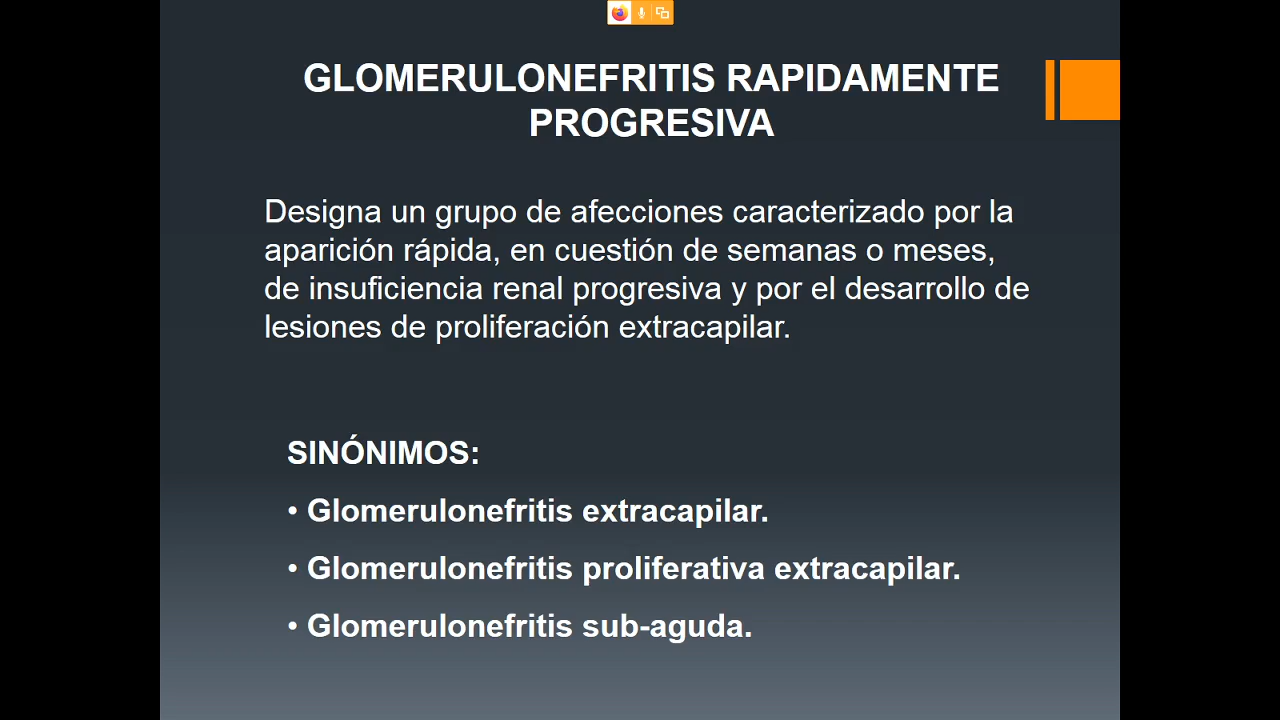 GLOMERULONEFRITIS RAPIDAMENTE
PROGRESIVA
Designa un grupo de afecciones caracterizado por la
aparición rápida, en cuestión de semanas o meses,
de insuficiencia renal progresiva y por el desarrollo de
lesiones de proliferación extracapilar.
SINÓNIMOS:
• Glomerulonefritis extracapilar.
• Glomerulonefritis proliferativa extracapilar.
• Glomerulonefritis sub-aguda.